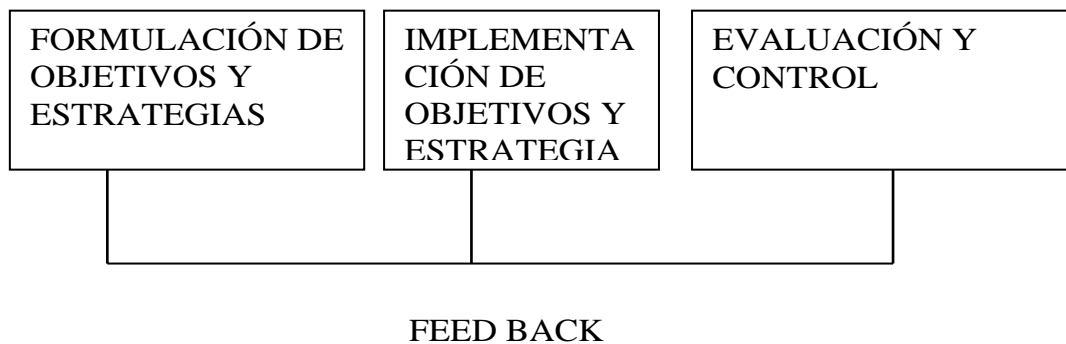 FORMULACIÓN DE
OBJETIVOS Y
ESTRATEGIAS
IMPLEMENTA
CIÓN DE
OBJETIVOS Y
ESTRATEGIA
EVALUACIÓN Y
CONTROL
FEED BACK